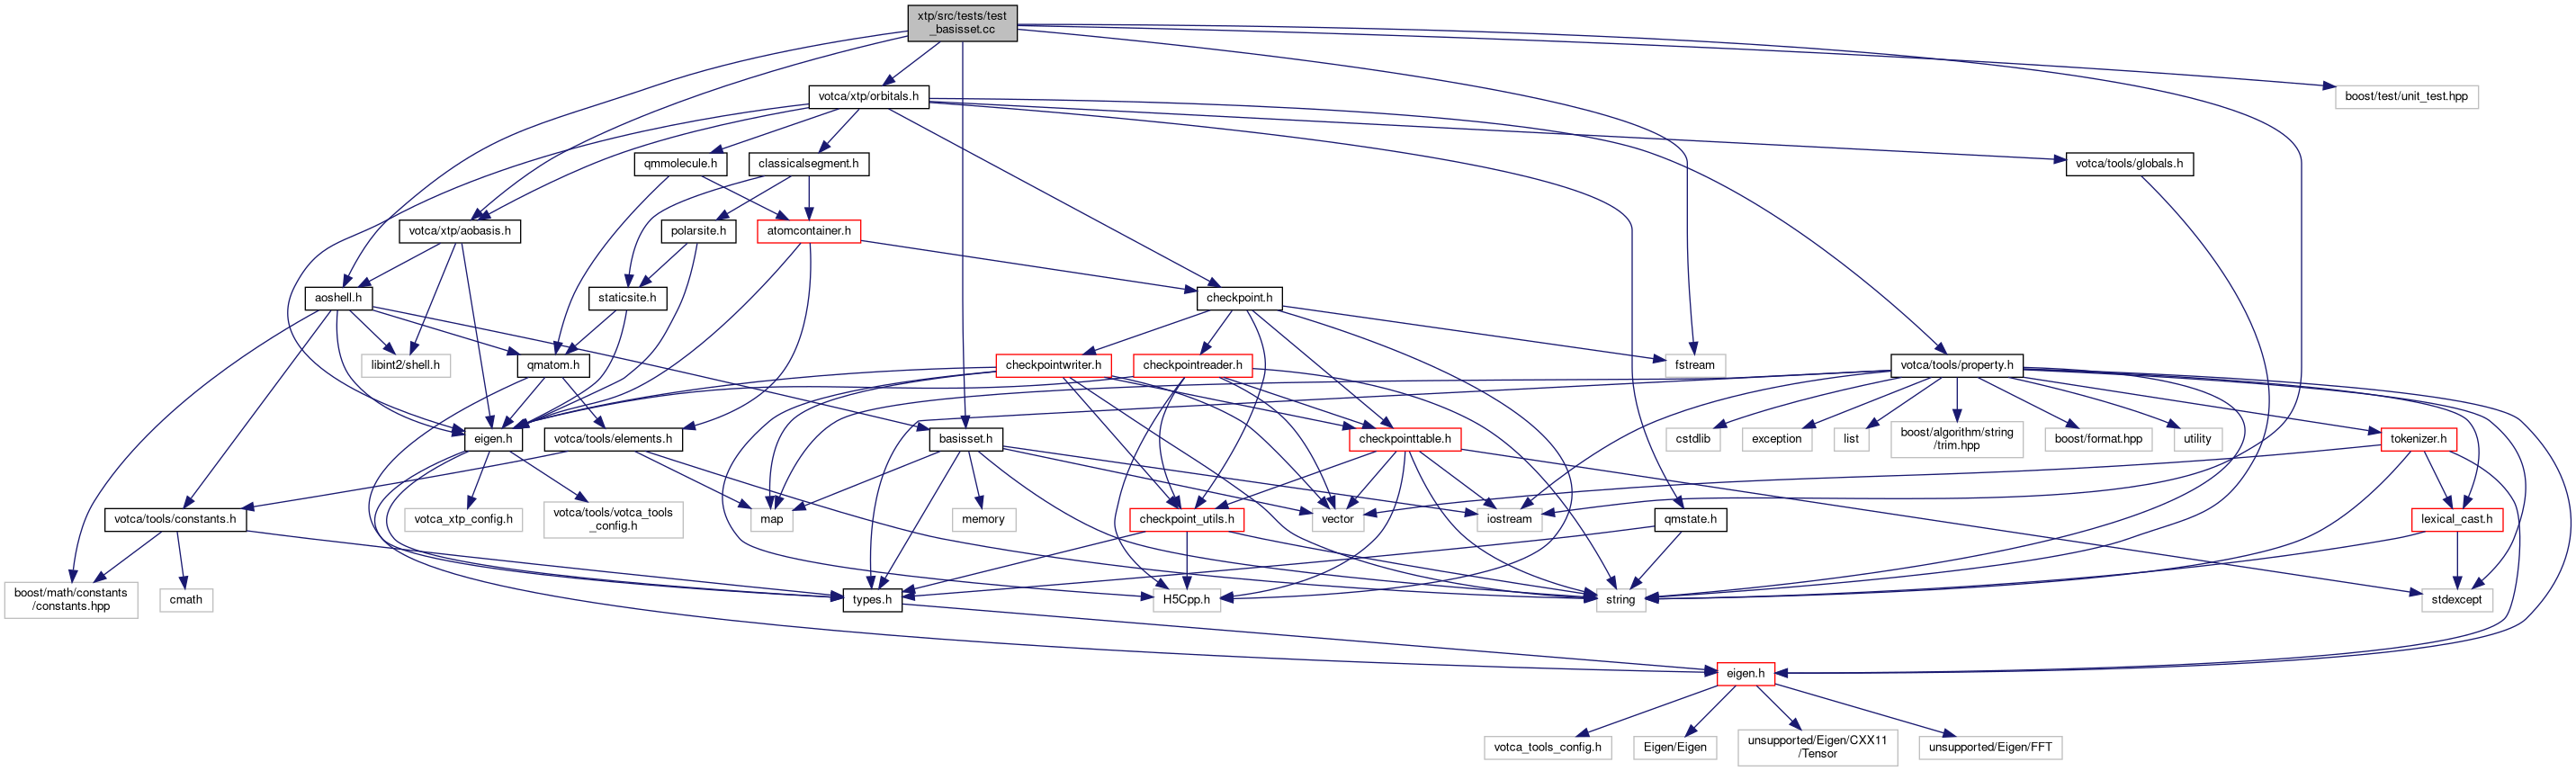 xtp/src/tests/test
_basisset.cc
boost/test/unit_test.hpp
votca/xtp/orbitals.h
qmmolecule.h
classicalsegment.h
votca/tools/globals.h
votca/xtp/aobasis.h
polarsite.h
atomcontainer.h
aoshell.h
staticsite.h
checkpoint.h
libint2/shell.h
qmatom.h
checkpointwriter.h
checkpointreader.h
fstream
votca/tools/property.h
eigen.h
votca/tools/elements.h
basisset.h
checkpointtable.h
cstdlib
exception
list
boost/algorithm/string
/trim.hpp
boost/format.hpp
utility
tokenizer.h
votca/tools/constants.h
votca_xtp_config.h
votca/tools/votca_tools
_config.h
map
memory
checkpoint_utils.h
vector
iostream
qmstate.h
lexical_cast.h
boost/math/constants
/constants.hpp
cmath
types.h
H5Cpp.h
string
stdexcept
eigen.h
votca_tools_config.h
Eigen/Eigen
unsupported/Eigen/CXX11
/Tensor
unsupported/Eigen/FFT